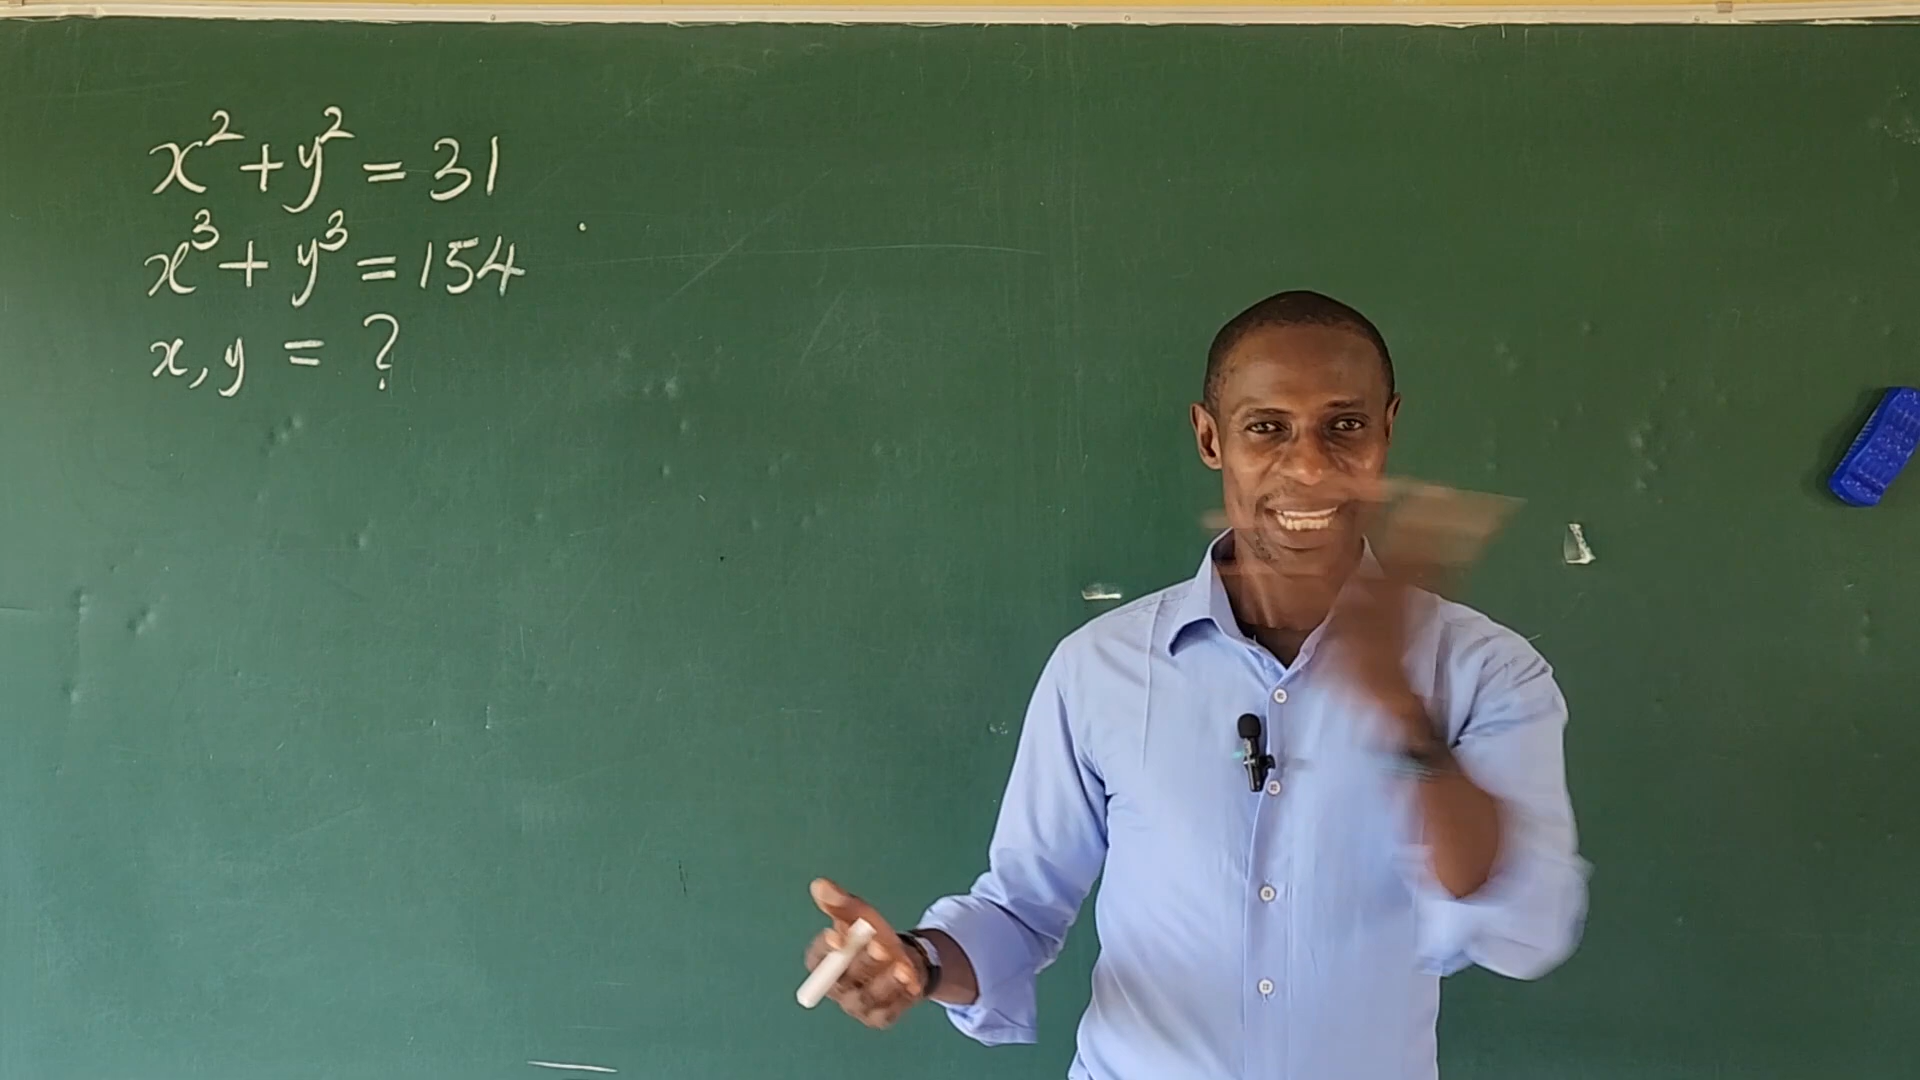 x² + y² = 31
x³ + y³ = 154
x, y = ?